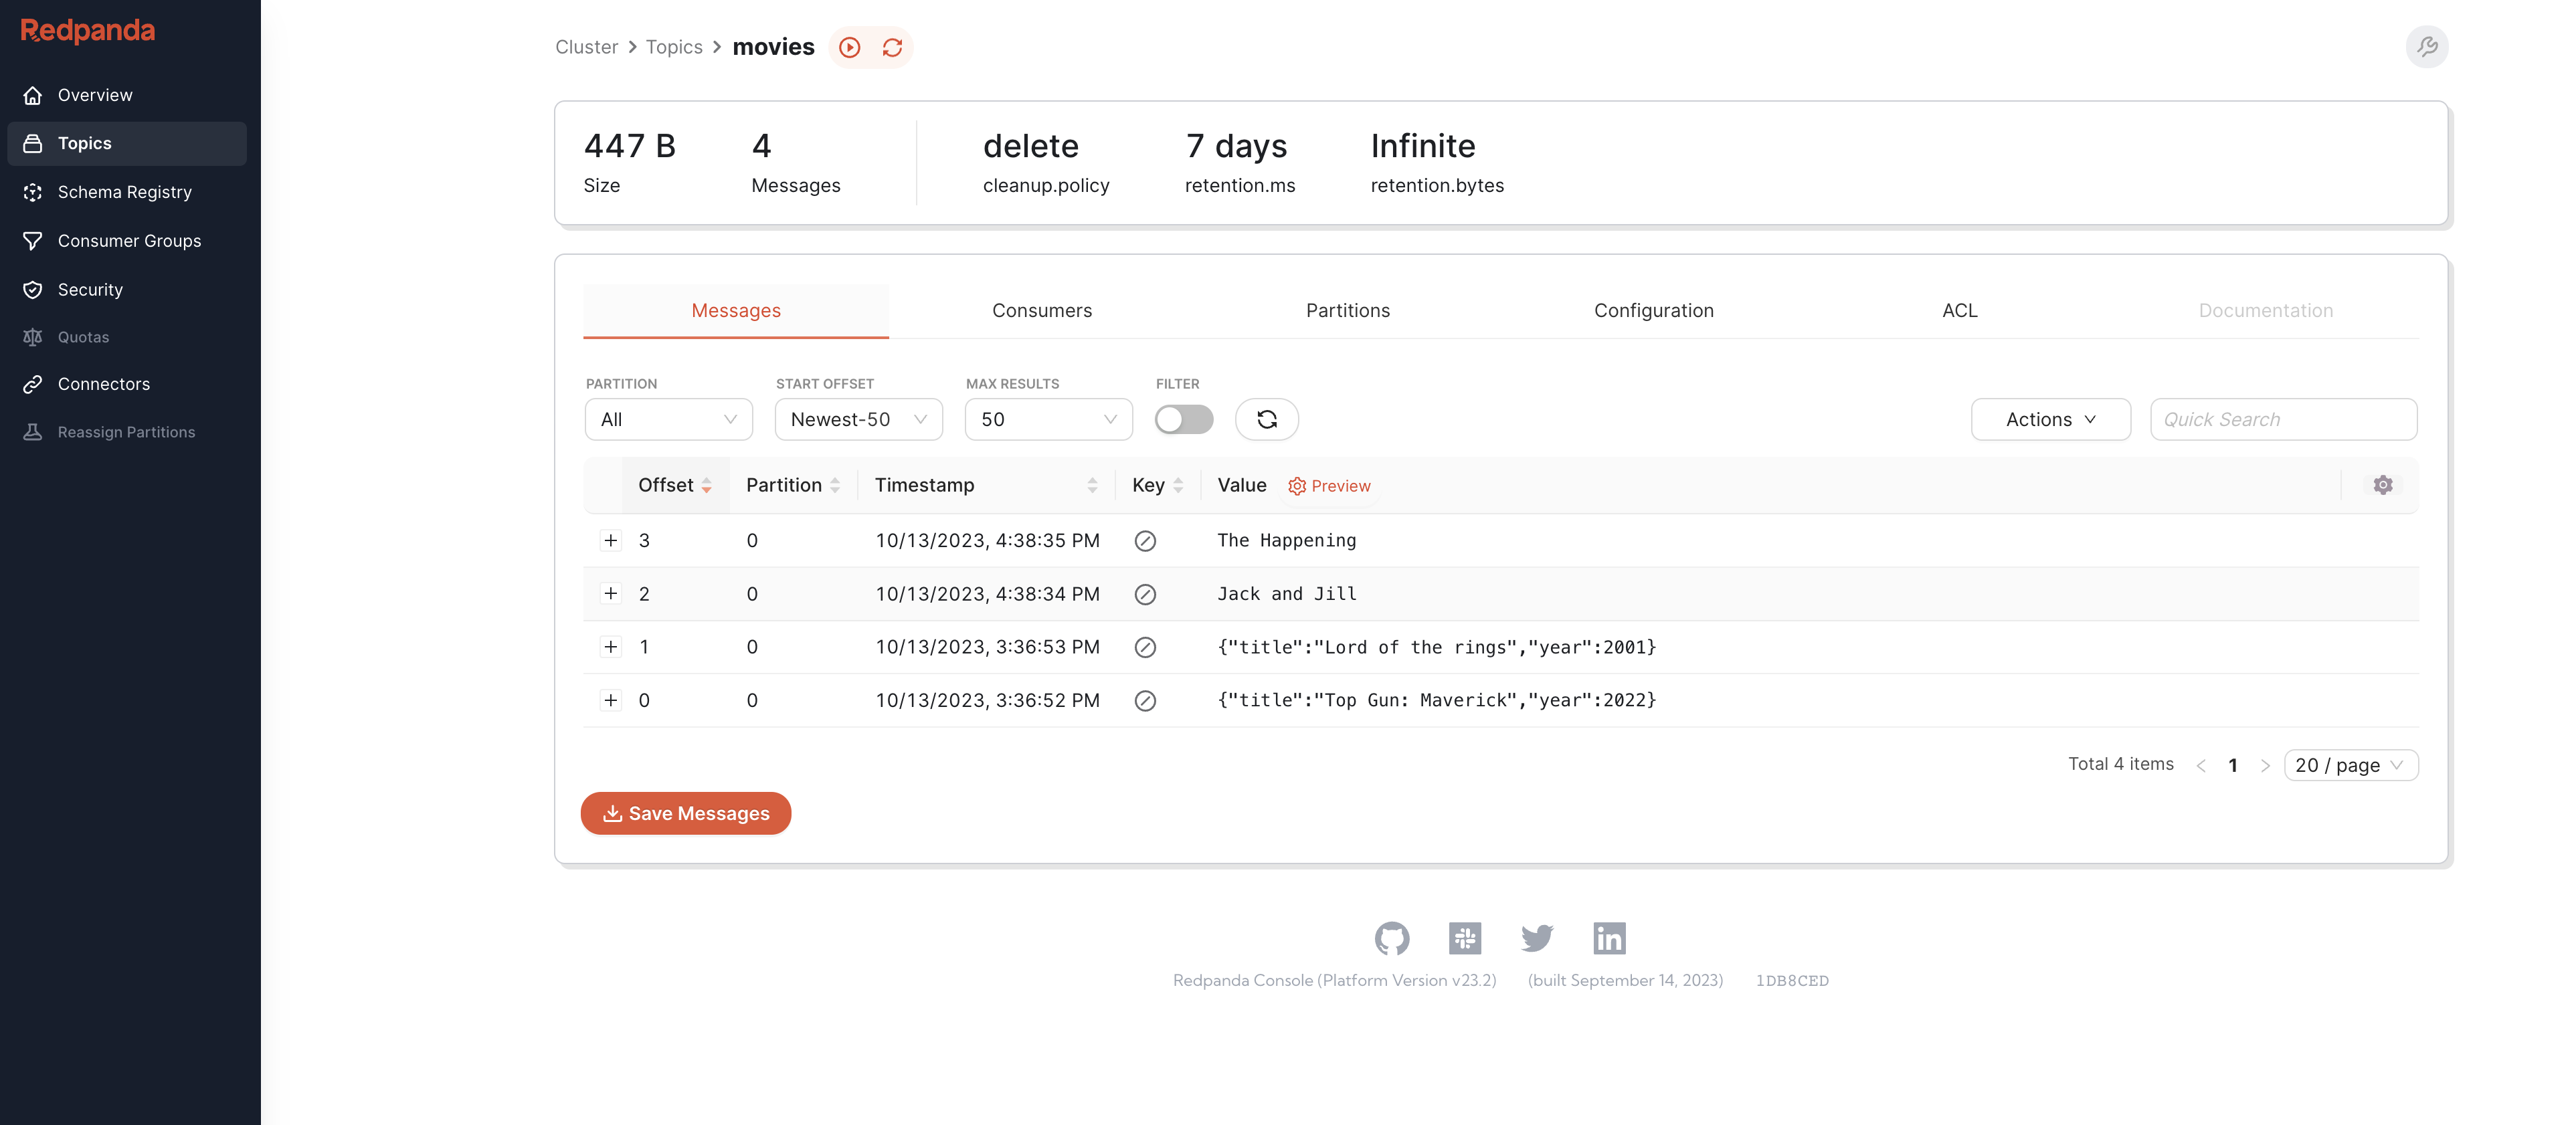 Redpanda
Overview
Topics
Schema Registry
Consumer Groups
Security
Quotas
Connectors
Reassign Partitions
Cluster > Topics > movies
447 B 4 delete 7 days Infinite
Size Messages cleanup.policy retention.ms retention.bytes
Messages Consumers Partitions Configuration ACL Documentation
PARTITION START OFFSET MAX RESULTS FILTER
All Newest-50 50 Actions Quick Search
Offset Partition Timestamp Key Value Preview
3 0 10/13/2023, 4:38:35 PM The Happening
2 0 10/13/2023, 4:38:34 PM Jack and Jill
1 0 10/13/2023, 3:36:53 PM {"title":"Lord of the rings","year":2001}
0 0 10/13/2023, 3:36:52 PM {"title":"Top Gun: Maverick","year":2022}
Total 4 items < 1 > 20 / page
Save Messages
Redpanda Console (Platform Version v23.2) (built September 14, 2023) 1DB8CED